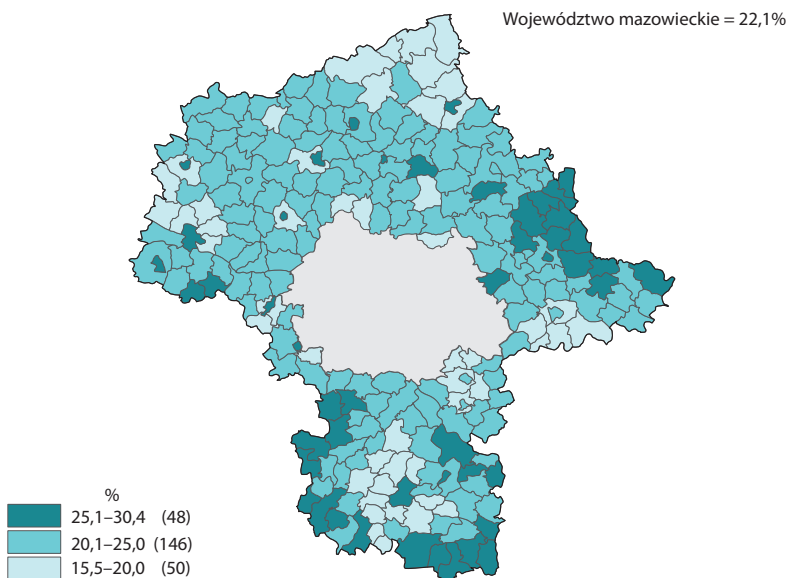 Województwo mazowieckie = 22,1%
%
25,1–30,4 (48)
20,1–25,0 (146)
15,5–20,0 (50)